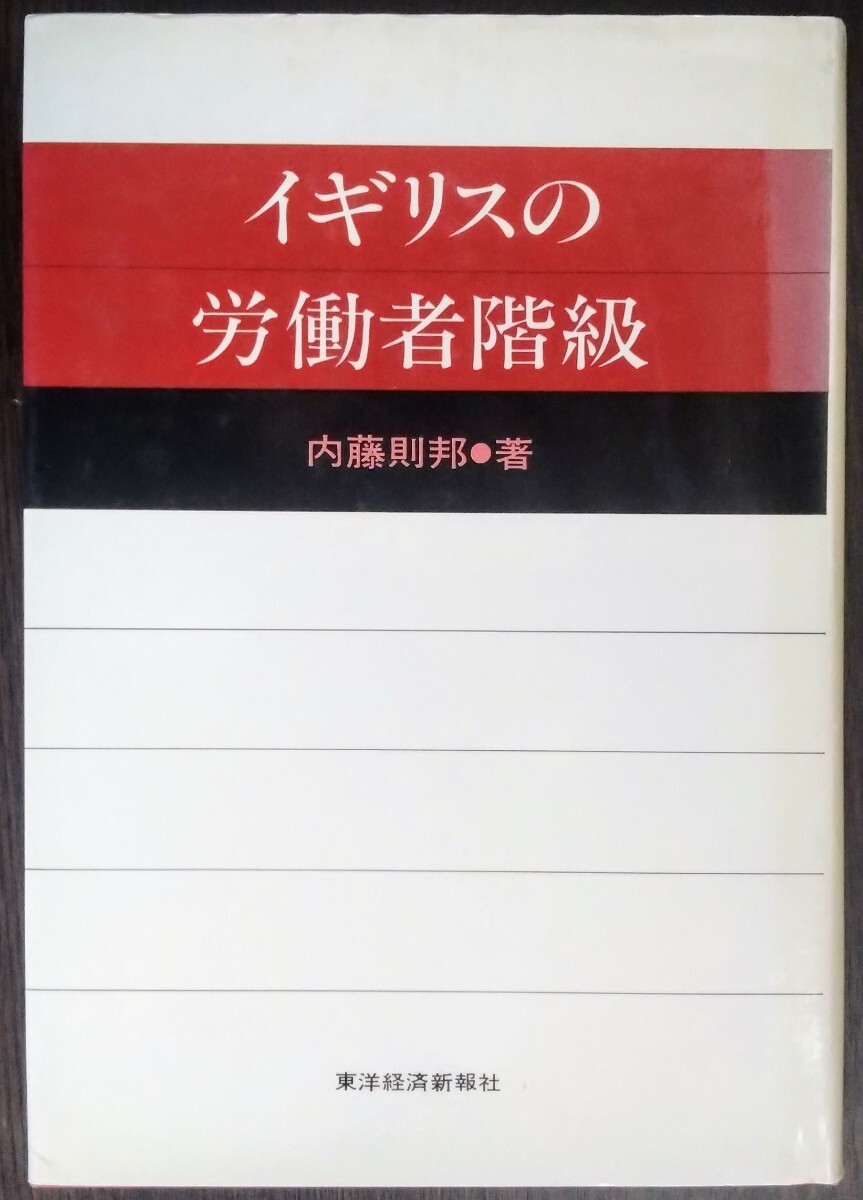 イギリスの
労働者階級
内藤則邦●著
東洋経済新報社